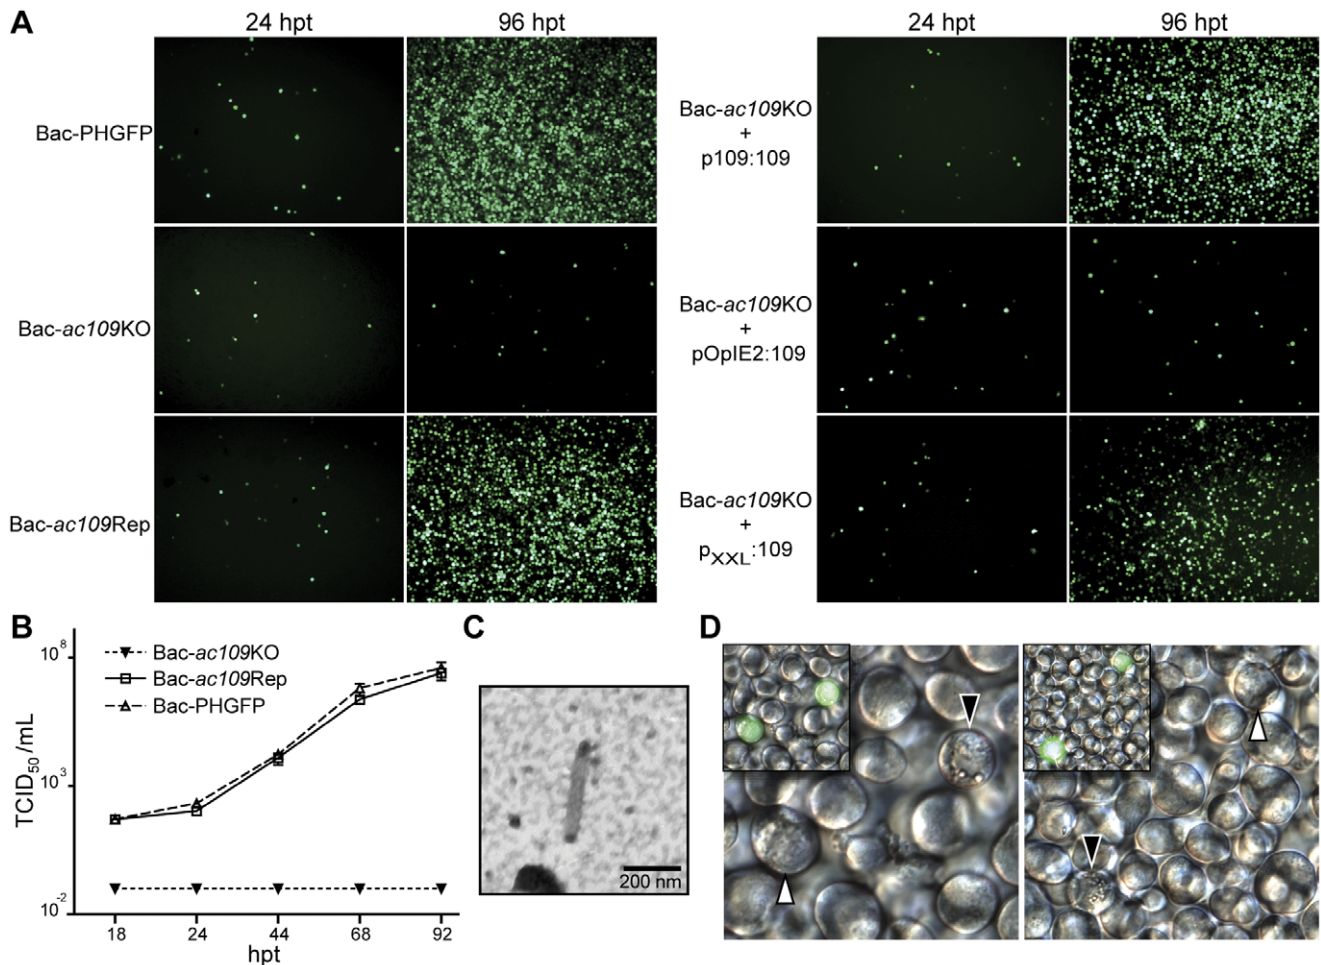 A
24 hpt
96 hpt
24 hpt
96 hpt
Bac-PHGFP
Bac-ac109KO
Bac-ac109Rep
Bac-ac109KO
+
p109:109
Bac-ac109KO
+
pOpIE2:109
Bac-ac109KO
+
pXXL:109
B
Bac-ac109KO
Bac-ac109Rep
Bac-PHGFP
10^8
10^3
10^-2
TCID50/mL
18 24 44 68 92
hpt
C
200 nm
D